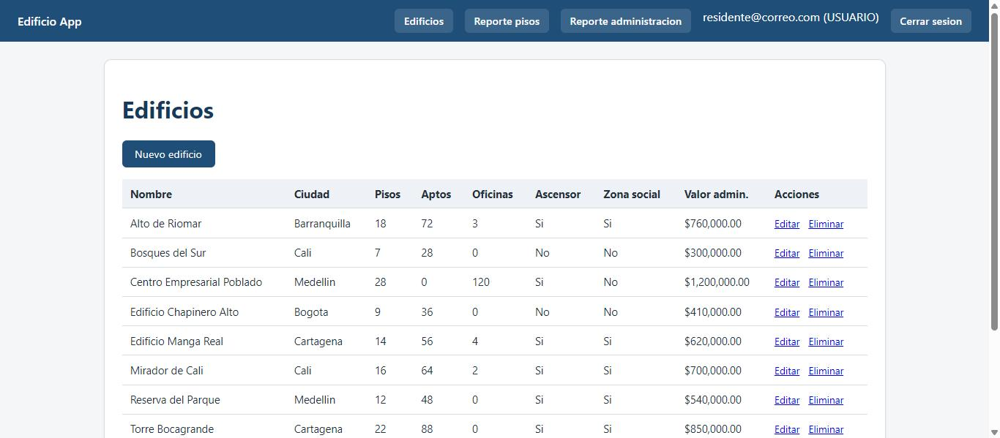 Edificio App Edificios Reporte pisos Reporte administracion residente@correo.com (USUARIO) Cerrar sesion
Edificios
Nuevo edificio
Nombre Ciudad Pisos Aptos Oficinas Ascensor Zona social Valor admin. Acciones
Alto de Riomar Barranquilla 18 72 3 Si Si $760,000.00 Editar Eliminar
Bosques del Sur Cali 7 28 0 No No $300,000.00 Editar Eliminar
Centro Empresarial Poblado Medellin 28 0 120 Si No $1,200,000.00 Editar Eliminar
Edificio Chapinero Alto Bogota 9 36 0 No No $410,000.00 Editar Eliminar
Edificio Manga Real Cartagena 14 56 4 Si Si $620,000.00 Editar Eliminar
Mirador de Cali Cali 16 64 2 Si Si $700,000.00 Editar Eliminar
Reserva del Parque Medellin 12 48 0 Si Si $540,000.00 Editar Eliminar
Torre Bocagrande Cartagena 22 88 0 Si Si $850,000.00 Editar Eliminar